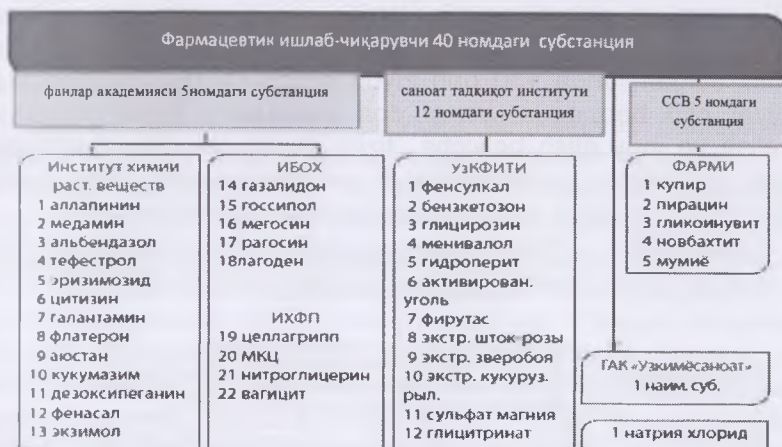 Фармацевтик ишлаб-чиқарувчи 40 номдаги субстанция
фанлар академияси 5номдаги субстанция
саноат тадқиқот институти
12 номдаги субстанция
ССВ 5 номдаги
субстанция
Институт химии
раст. веществ
1 аллапинин
2 медамин
3 альбендазол
4 тефестрол
5 эризимозид
6 цитизин
7 галантамин
8 флатерон
9 аюстан
10 кукумазим
11 дезоксипеганин
12 фенасал
13 экзимол
ИБОХ
14 газалидон
15 госсипол
16 мегосин
17 рагосин
18лагоден
ИХФП
19 целлагрипп
20 МКЦ
21 нитроглицерин
22 вагицит
УзКФИТИ
1 фенсулкал
2 бензкетозон
3 глицирозин
4 менивалол
5 гидроперит
6 активирован.
уголь
7 фирутас
8 экстр. шток розы
9 экстр. зверобоя
10 экстр. кукуруз.
рыл.
11 сульфат магния
12 глицитринат
ФАРМИ
1 купир
2 пирацин
3 гликоинувит
4 новбахтит
5 мумиё
ГАК «Узкимёсаноат»
1 наим. суб.
1 натрия хлорид